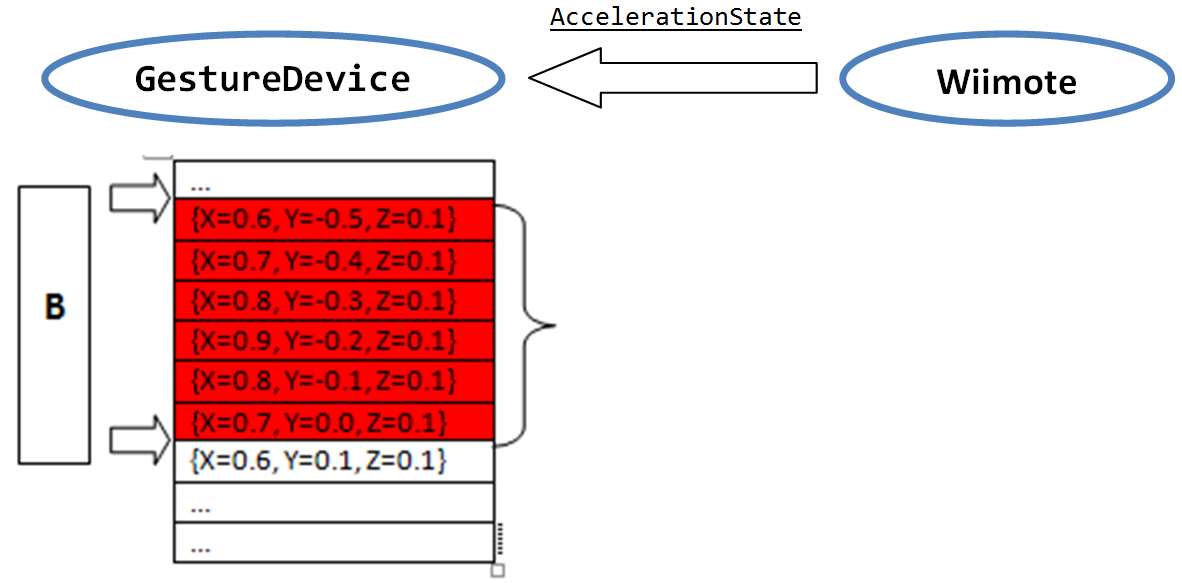 AccelerationState
GestureDevice
Wiimote
B
...
{X=0.6, Y=-0.5, Z=0.1}
{X=0.7, Y=-0.4, Z=0.1}
{X=0.8, Y=-0.3, Z=0.1}
{X=0.9, Y=-0.2, Z=0.1}
{X=0.8, Y=-0.1, Z=0.1}
{X=0.7, Y=0.0, Z=0.1}
{X=0.6, Y=0.1, Z=0.1}
...
...